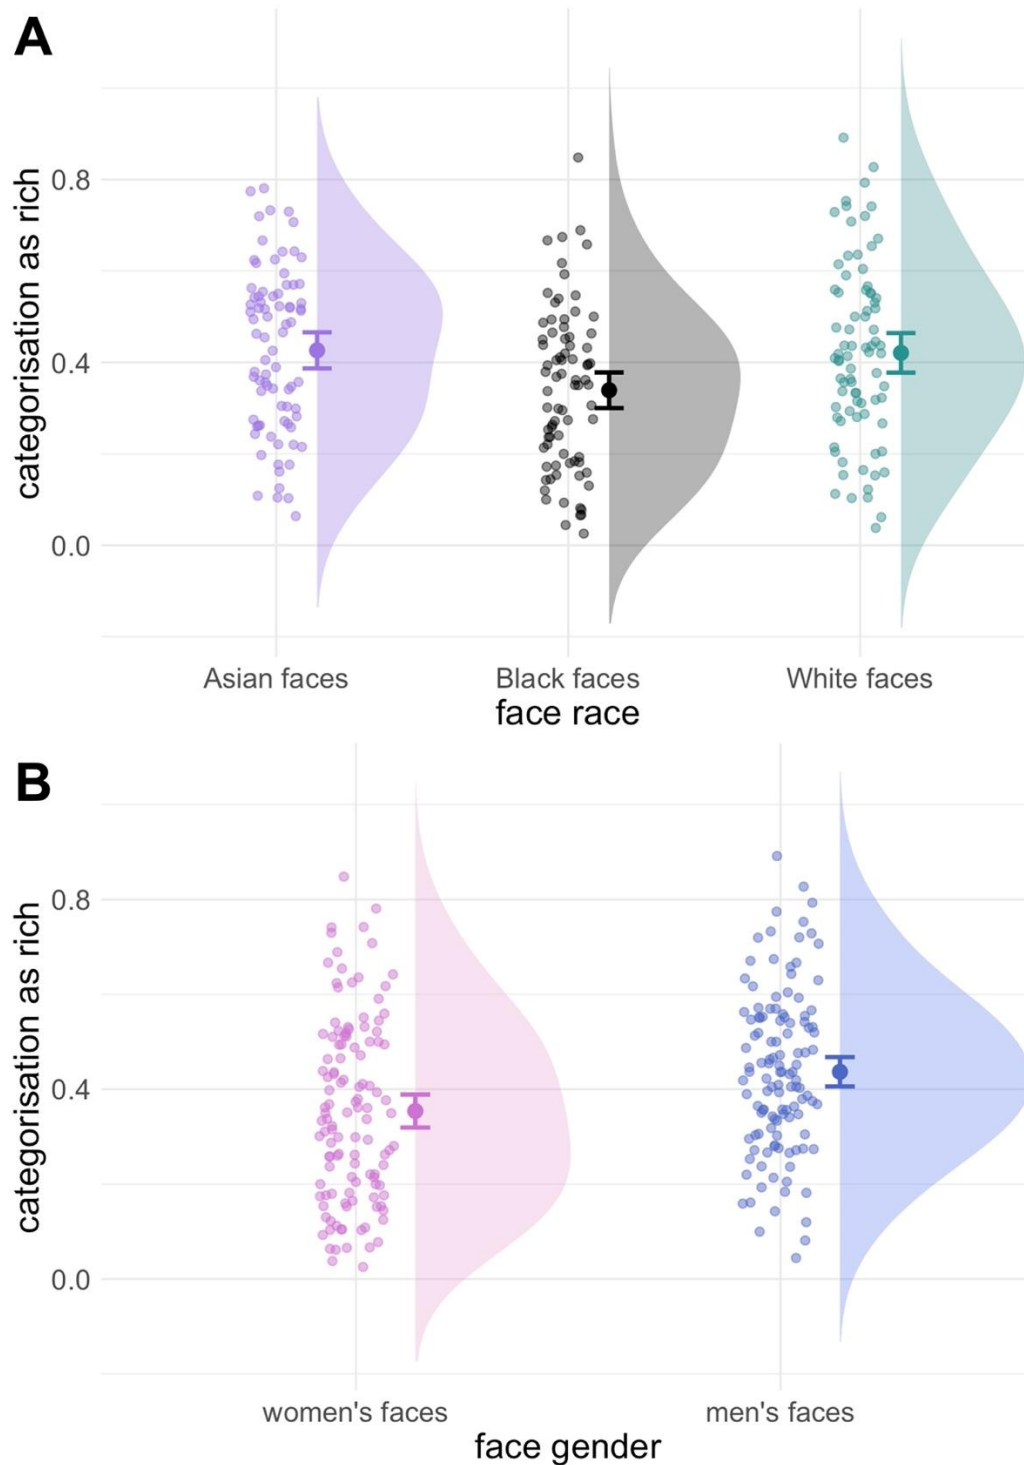 A
categorisation as rich
0.8
0.4
0.0
Asian faces Black faces White faces
face race
B
categorisation as rich
0.8
0.4
0.0
women's faces men's faces
face gender